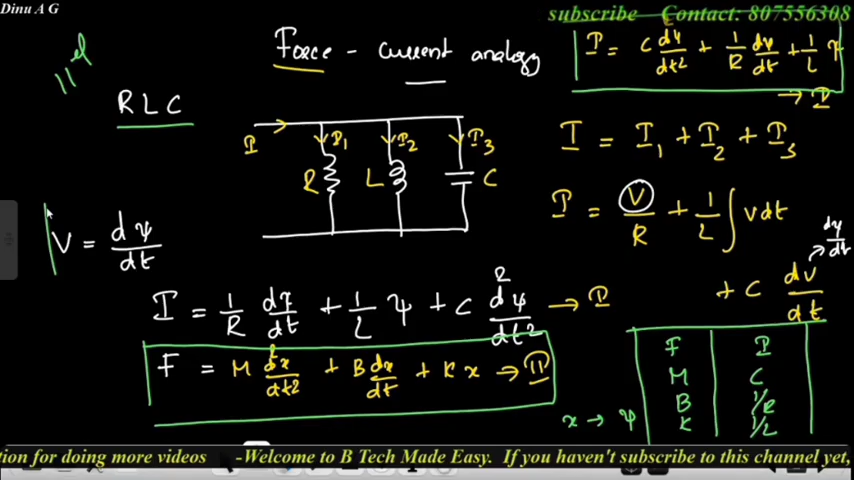 Dinu A G
subscribe Contact: 807556308
Force - current analogy
I = C d²ψ/dt² + 1/R dψ/dt + 1/L ψ
→ I
||el
RLC
I I1 I2 I3
R L C
I = I1 + I2 + I3
I = V/R + 1/L ∫ v dt
+ C dv/dt
dψ/dt
V = dψ/dt
I = 1/R dψ/dt + 1/L ψ + C d²ψ/dt² → I
F = M d²x/dt² + B dx/dt + K x → II
F I
M C
B 1/R
K 1/L
x → ψ
tion for doing more videos -Welcome to B Tech Made Easy. If you haven't subscribe to this channel yet,